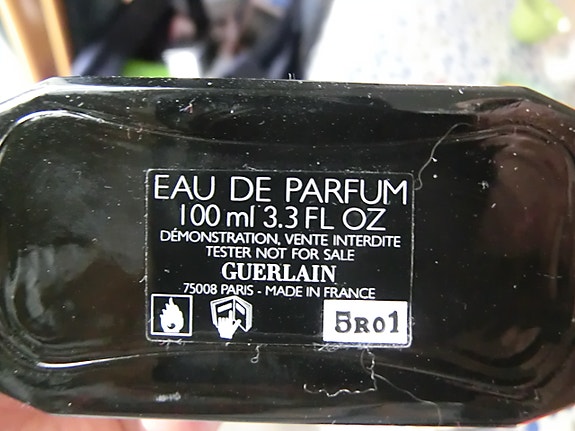 EAU DE PARFUM
100 ml 3.3 FL OZ
DÉMONSTRATION, VENTE INTERDITE
TESTER NOT FOR SALE
GUERLAIN
75008 PARIS - MADE IN FRANCE
5R01